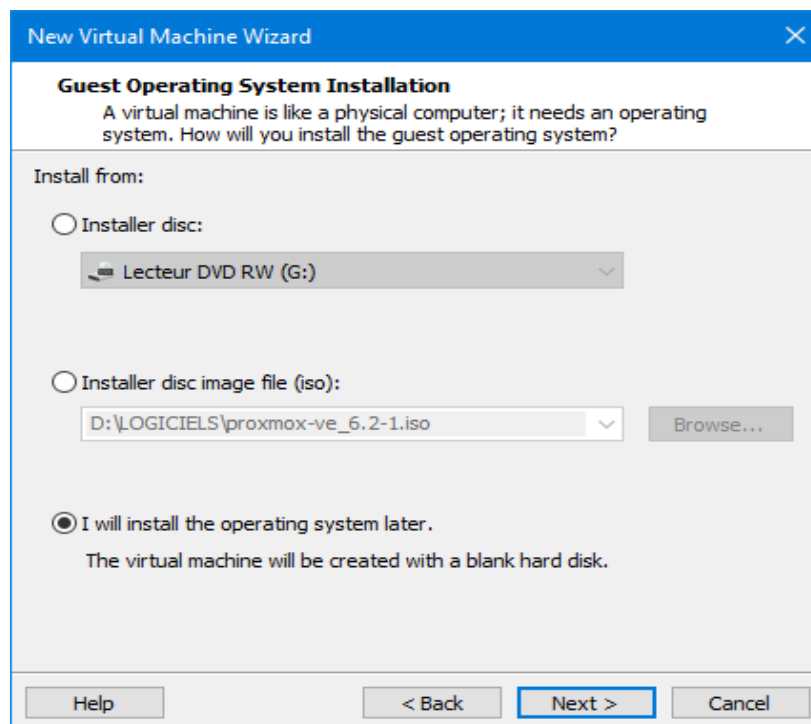 New Virtual Machine Wizard
Guest Operating System Installation
A virtual machine is like a physical computer; it needs an operating
system. How will you install the guest operating system?
Install from:
Installer disc:
Lecteur DVD RW (G:)
Installer disc image file (iso):
D:\LOGICIELS\proxmox-ve_6.2-1.iso
Browse...
I will install the operating system later.
The virtual machine will be created with a blank hard disk.
Help
< Back
Next >
Cancel